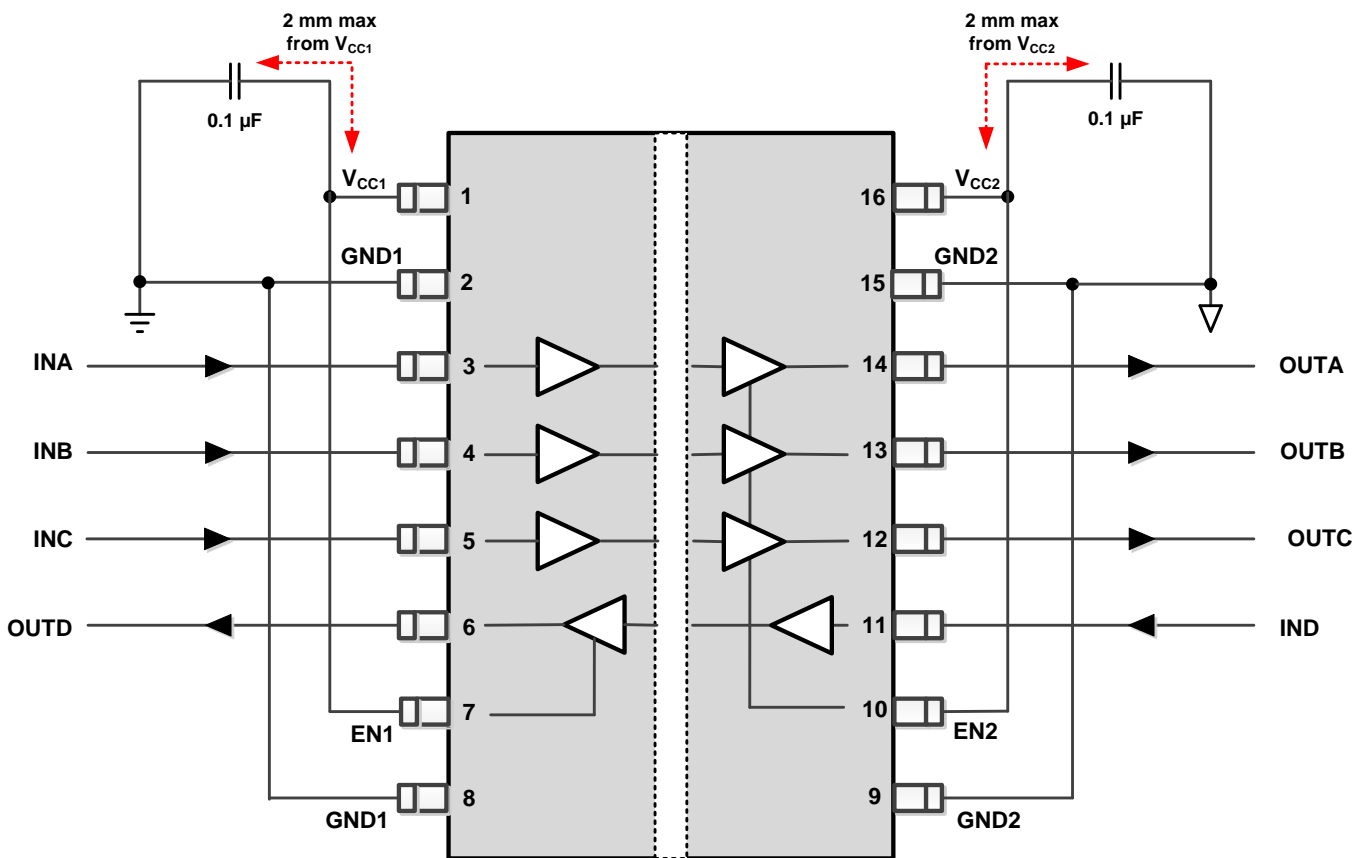 2 mm max
from VCC1
2 mm max
from VCC2
0.1 µF
0.1 µF
VCC1
1
16
VCC2
GND1
2
15
GND2
INA
3
14
OUTA
INB
4
13
OUTB
INC
5
12
OUTC
OUTD
6
11
IND
7
10
EN1
EN2
8
9
GND1
GND2